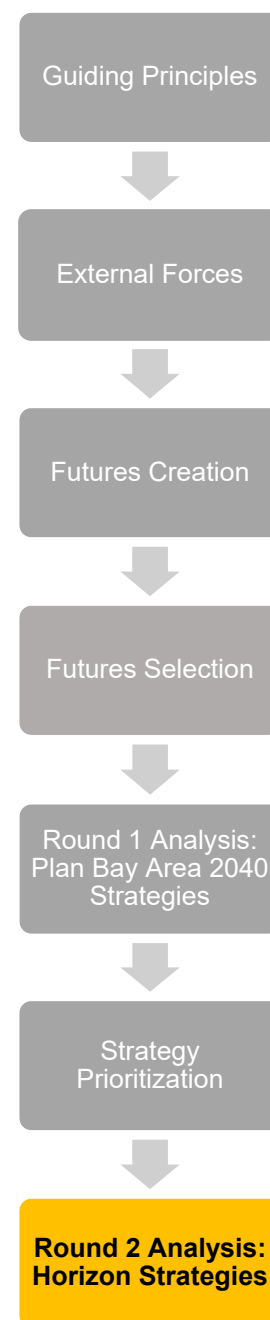 Guiding Principles
External Forces
Futures Creation
Futures Selection
Round 1 Analysis:
Plan Bay Area 2040
Strategies
Strategy
Prioritization
Round 2 Analysis:
Horizon Strategies